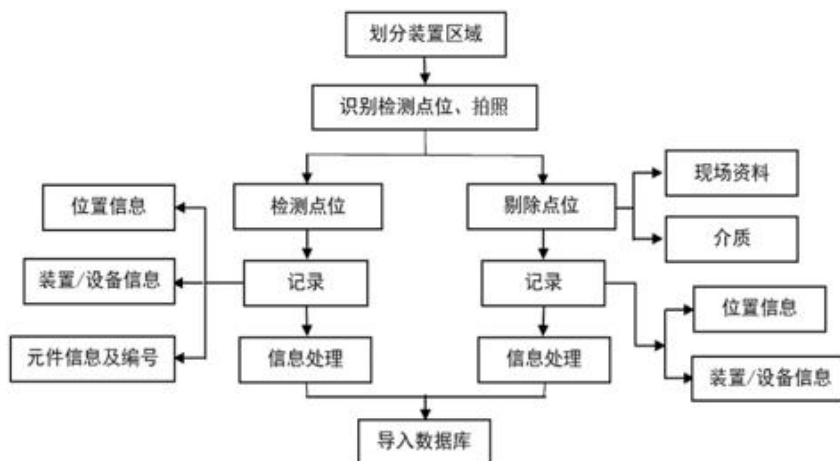 划分装置区域
识别检测点位、拍照
检测点位
剔除点位
现场资料
介质
位置信息
装置/设备信息
元件信息及编号
记录
记录
位置信息
装置/设备信息
信息处理
信息处理
导入数据库